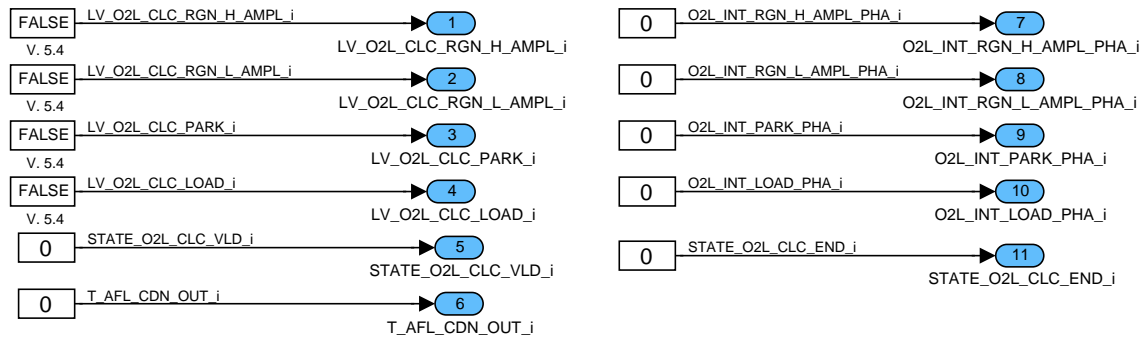 FALSE
LV_O2L_CLC_RGN_H_AMPL_i
1
V. 5.4
LV_O2L_CLC_RGN_H_AMPL_i
FALSE
LV_O2L_CLC_RGN_L_AMPL_i
2
V. 5.4
LV_O2L_CLC_RGN_L_AMPL_i
FALSE
LV_O2L_CLC_PARK_i
3
V. 5.4
LV_O2L_CLC_PARK_i
FALSE
LV_O2L_CLC_LOAD_i
4
V. 5.4
LV_O2L_CLC_LOAD_i
0
STATE_O2L_CLC_VLD_i
5
STATE_O2L_CLC_VLD_i
0
T_AFL_CDN_OUT_i
6
T_AFL_CDN_OUT_i
0
O2L_INT_RGN_H_AMPL_PHA_i
7
O2L_INT_RGN_H_AMPL_PHA_i
0
O2L_INT_RGN_L_AMPL_PHA_i
8
O2L_INT_RGN_L_AMPL_PHA_i
0
O2L_INT_PARK_PHA_i
9
O2L_INT_PARK_PHA_i
0
O2L_INT_LOAD_PHA_i
10
O2L_INT_LOAD_PHA_i
0
STATE_O2L_CLC_END_i
11
STATE_O2L_CLC_END_i